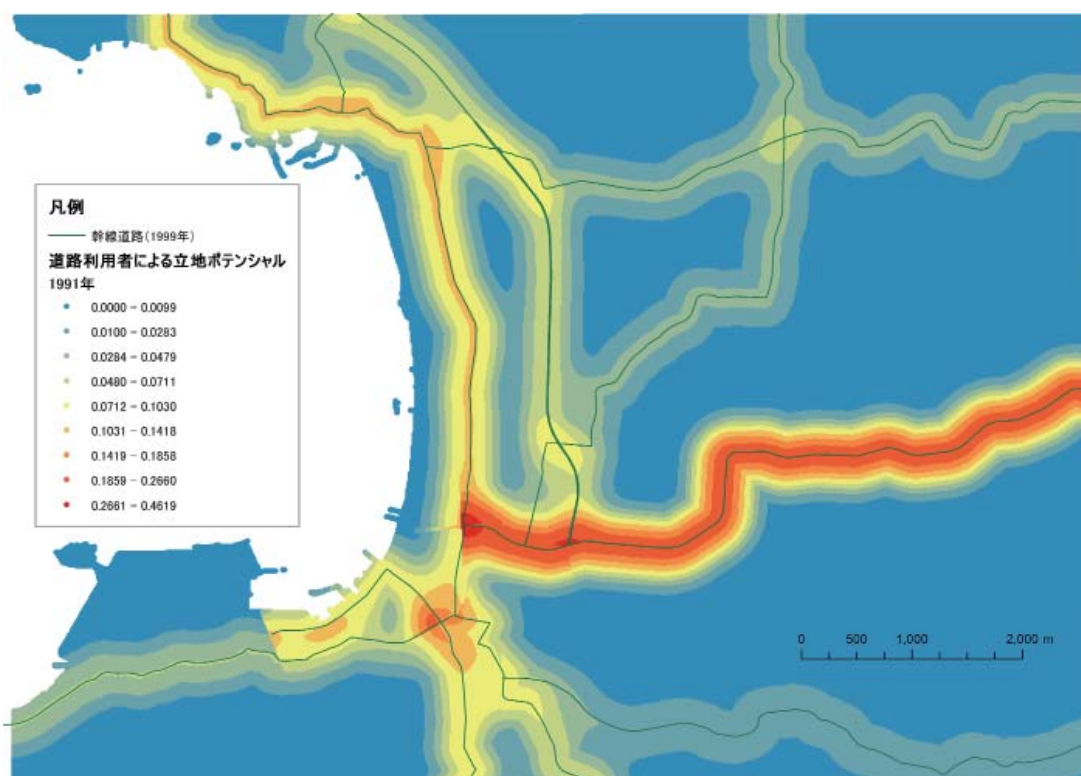 凡例
幹線道路(1999年)
道路利用者による立地ポテンシャル
1991年
0.0000 - 0.0099
0.0100 - 0.0283
0.0284 - 0.0479
0.0480 - 0.0711
0.0712 - 0.1030
0.1031 - 0.1418
0.1419 - 0.1858
0.1859 - 0.2660
0.2661 - 0.4619
0 500 1,000 2,000 m